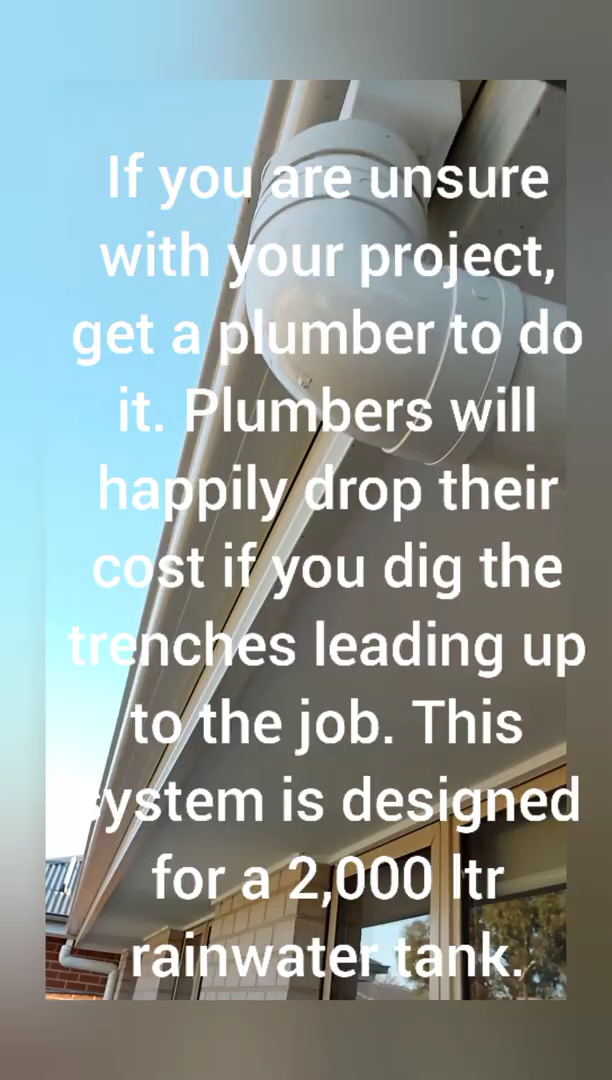 If you are unsure
with your project,
get a plumber to do
it. Plumbers will
happily drop their
cost if you dig the
trenches leading up
to the job. This
system is designed
for a 2,000 ltr
rainwater tank.